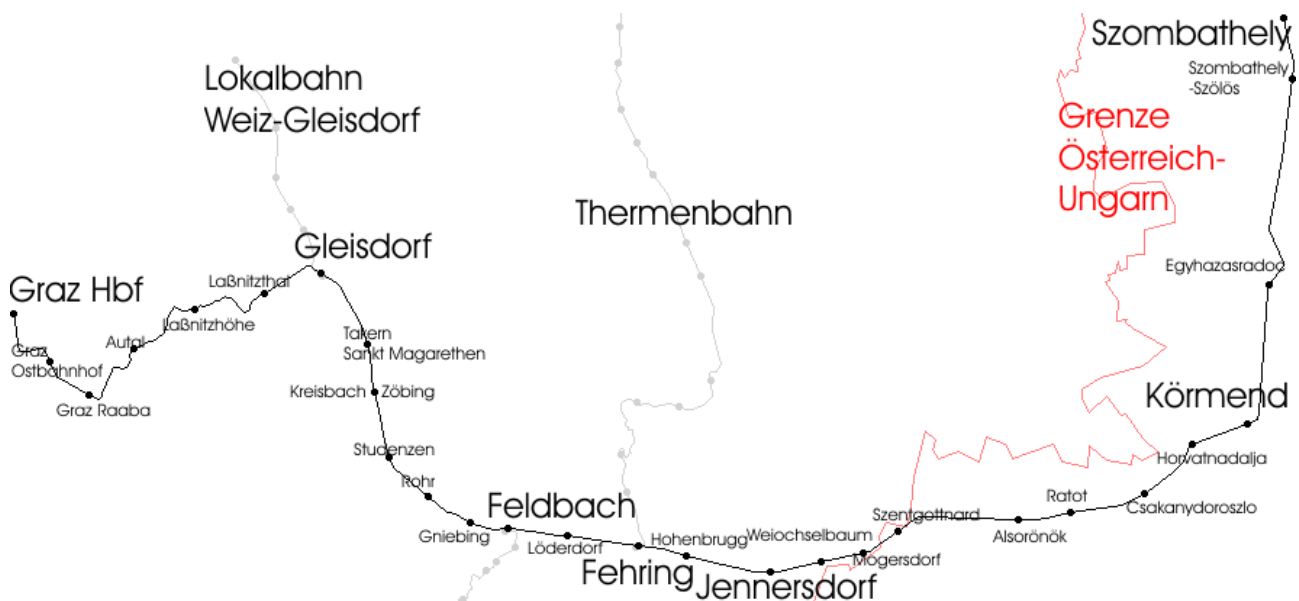 Szombathely
Szombathely
-Szölös
Lokalbahn
Weiz-Gleisdorf
Grenze
Österreich-
Ungarn
Thermenbahn
Gleisdorf
Egyhazasradoc
Laßnitzthal
Graz Hbf
Laßnitzhöhe
Autal
Takern
Sankt Magarethen
Graz
Ostbahnhof
Kreisbach
Zöbing
Graz Raaba
Körmend
Studenzen
Horvatnadalja
Rohr
Feldbach
Ratot
Csakanydoroszlo
Szentgottnard
Gniebing
Weiochselbaum
Alsorönök
Hohenbrugg
Löderdorf
Mogersdorf
Fehring
Jennersdorf